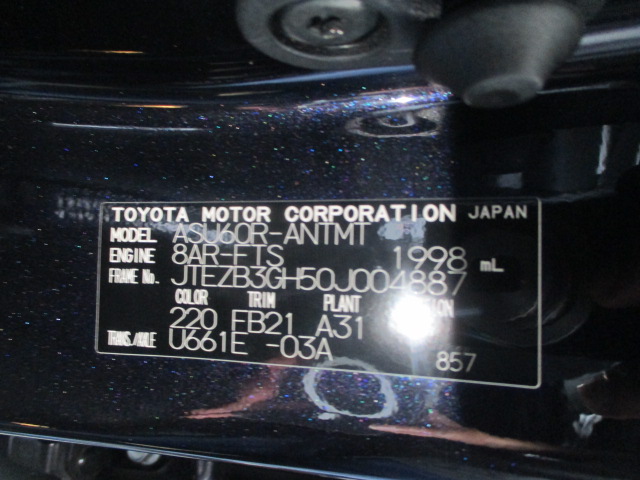 TOYOTA MOTOR CORPORATION JAPAN
MODEL ASU60R-ANTMT
ENGINE 8AR-FTS 1998 mL
FRAME No. JTEZB3GH50J004887
COLOR TRIM PLANT
220 FB21 A31
TRANS./AXLE U661E -03A
857